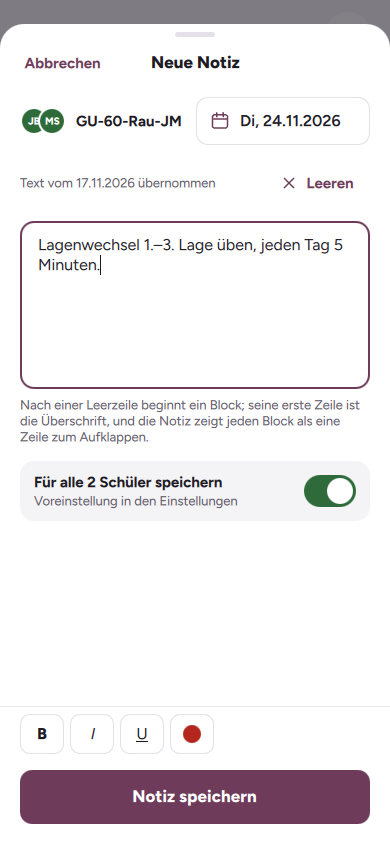 Abbrechen
Neue Notiz
JE MS GU-60-Rau-JM
Di, 24.11.2026
Text vom 17.11.2026 übernommen
Leeren
Lagenwechsel 1.–3. Lage üben, jeden Tag 5
Minuten.
Nach einer Leerzeile beginnt ein Block; seine erste Zeile ist
die Überschrift, und die Notiz zeigt jeden Block als eine
Zeile zum Aufklappen.
Für alle 2 Schüler speichern
Voreinstellung in den Einstellungen
B I U
Notiz speichern